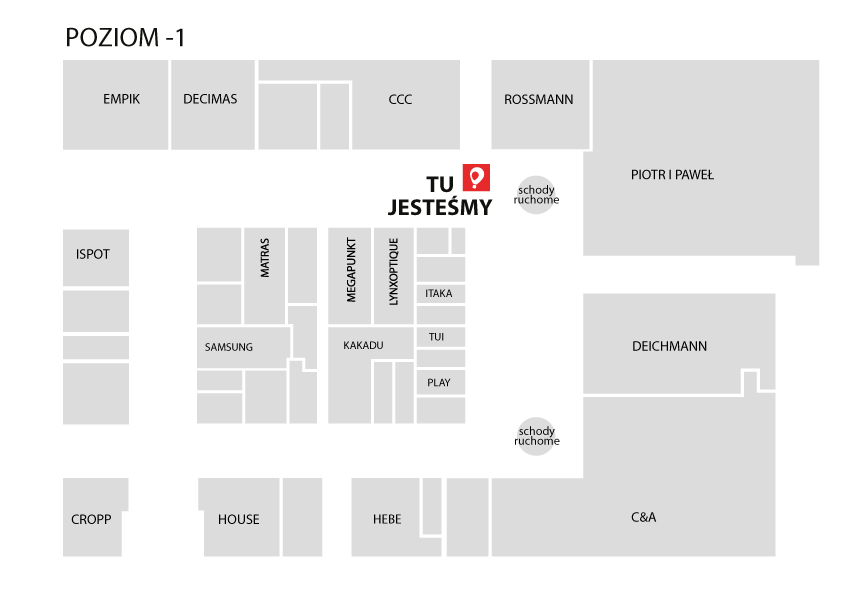 POZIOM -1
EMPIK
DECIMAS
CCC
ROSSMANN
PIOTR I PAWEŁ
TU
JESTEŚMY
schody
ruchome
ISPOT
MATRAS
MEGAPUNKT
LYNXOPTIQUE
ITAKA
TUI
SAMSUNG
KAKADU
PLAY
DEICHMANN
schody
ruchome
CROPP
HOUSE
HEBE
C&A